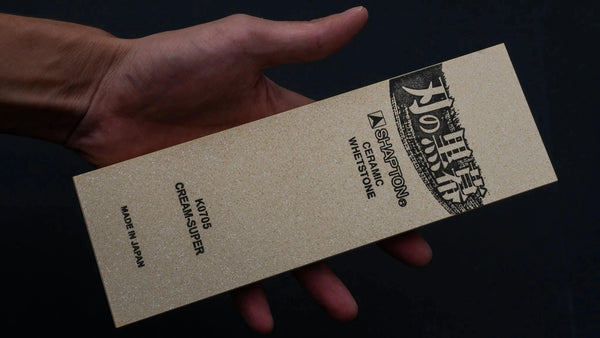 刃の黒幕
SHAPTON®
CERAMIC
WHETSTONE
K0705
CREAM-SUPER
MADE IN JAPAN